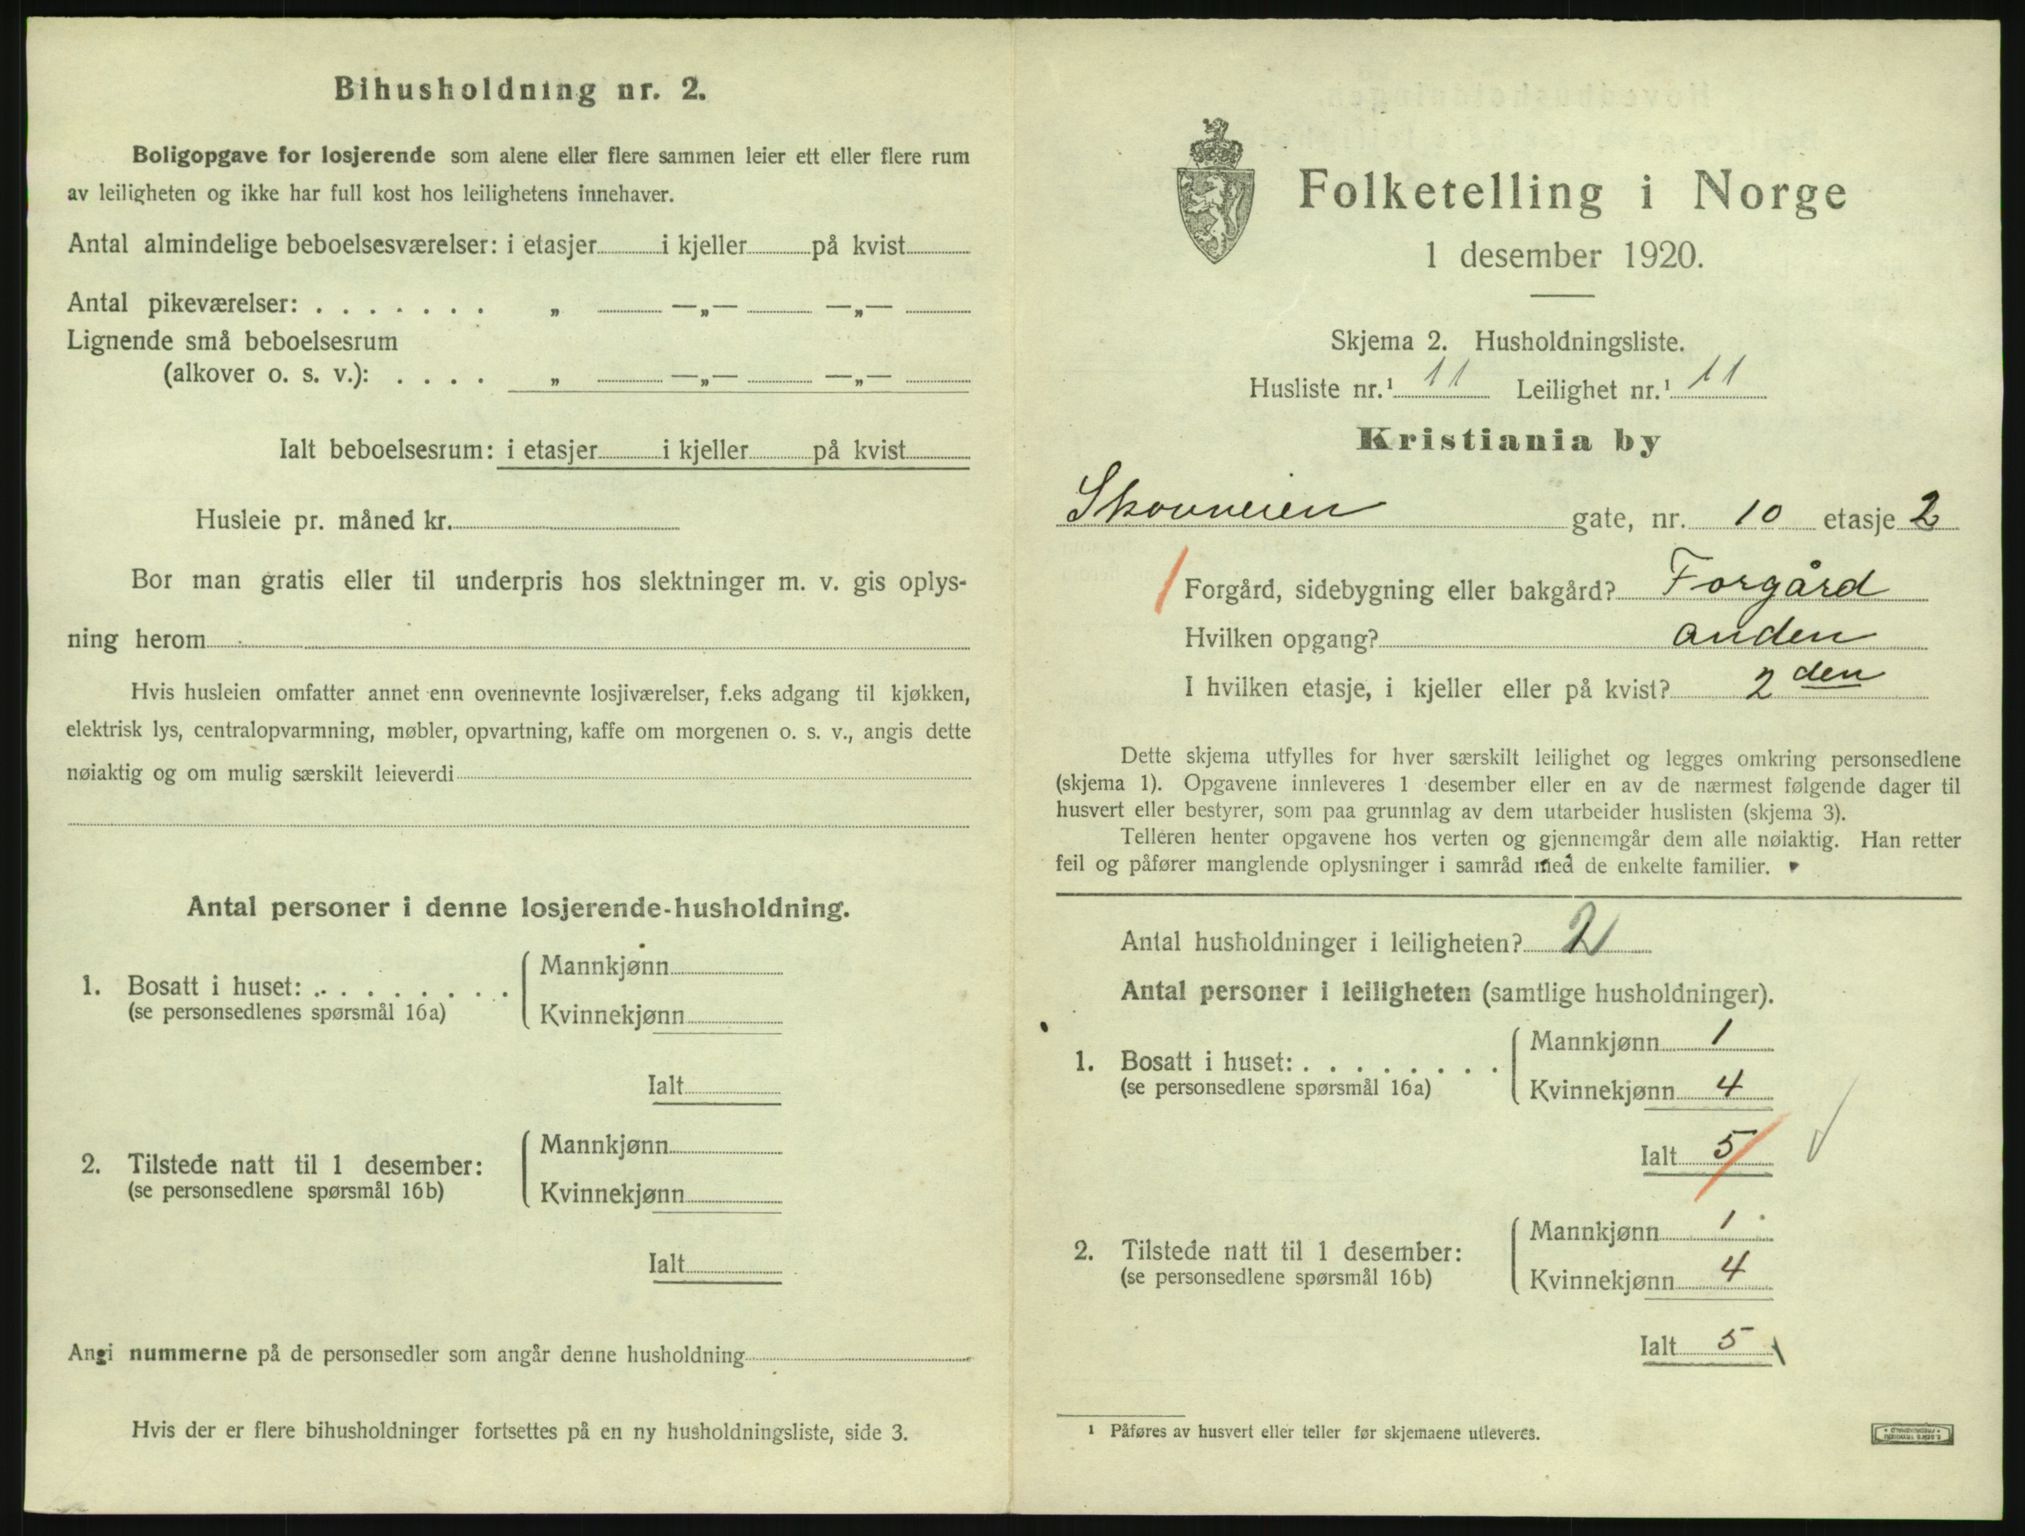 Bihusholdning nr. 2.
Boligopgave for losjerende som alene eller flere sammen leier ett eller flere rum
av leiligheten og ikke har full kost hos leilighetens innehaver.
Antal almindelige beboelsesværelser: i etasjer i kjeller på kvist
Antal pikeværelser: . . . . . . . „ —„— —„—
Lignende små beboelsesrum
(alkover o. s. v.): . . . . „ —„— —„—
Ialt beboelsesrum: i etasjer i kjeller på kvist
Husleie pr. måned kr.
Bor man gratis eller til underpris hos slektninger m. v. gis oplys-
ning herom
Hvis husleien omfatter annet enn ovennevnte losjiværelser, f.eks adgang til kjøkken,
elektrisk lys, centralopvarmning, møbler, opvartning, kaffe om morgenen o. s. v., angis dette
nøiaktig og om mulig særskilt leieverdi
Antal personer i denne losjerende-husholdning.
1. Bosatt i huset: . . . . . . . .
(se personsedlenes spørsmål 16a)
Mannkjønn
Kvinnekjønn
Ialt
2. Tilstede natt til 1 desember:
(se personsedlene spørsmål 16b)
Mannkjønn
Kvinnekjønn
Ialt
Angi nummerne på de personsedler som angår denne husholdning
Hvis der er flere bihusholdninger fortsettes på en ny husholdningsliste, side 3.
Folketelling i Norge
1 desember 1920.
Skjema 2. Husholdningsliste.
Husliste nr.¹ 11 Leilighet nr.¹ 11
Kristiania by
Skovveien gate, nr. 10 etasje 2
Forgård, sidebygning eller bakgård? Forgård
Hvilken opgang? anden
I hvilken etasje, i kjeller eller på kvist? 2den
Dette skjema utfylles for hver særskilt leilighet og legges omkring personsedlene
(skjema 1). Opgavene innleveres 1 desember eller en av de nærmest følgende dager til
husvert eller bestyrer, som paa grunnlag av dem utarbeider huslisten (skjema 3).
Telleren henter opgavene hos verten og gjennemgår dem alle nøiaktig. Han retter
feil og påfører manglende oplysninger i samråd med de enkelte familier.
Antal husholdninger i leiligheten? 2
Antal personer i leiligheten (samtlige husholdninger).
1. Bosatt i huset: . . . . . . . .
(se personsedlene spørsmål 16a)
Mannkjønn 1
Kvinnekjønn 4
Ialt 5
2. Tilstede natt til 1 desember:
(se personsedlene spørsmål 16b)
Mannkjønn 1
Kvinnekjønn 4
Ialt 5
¹ Påføres av husvert eller teller før skjemaene utleveres.